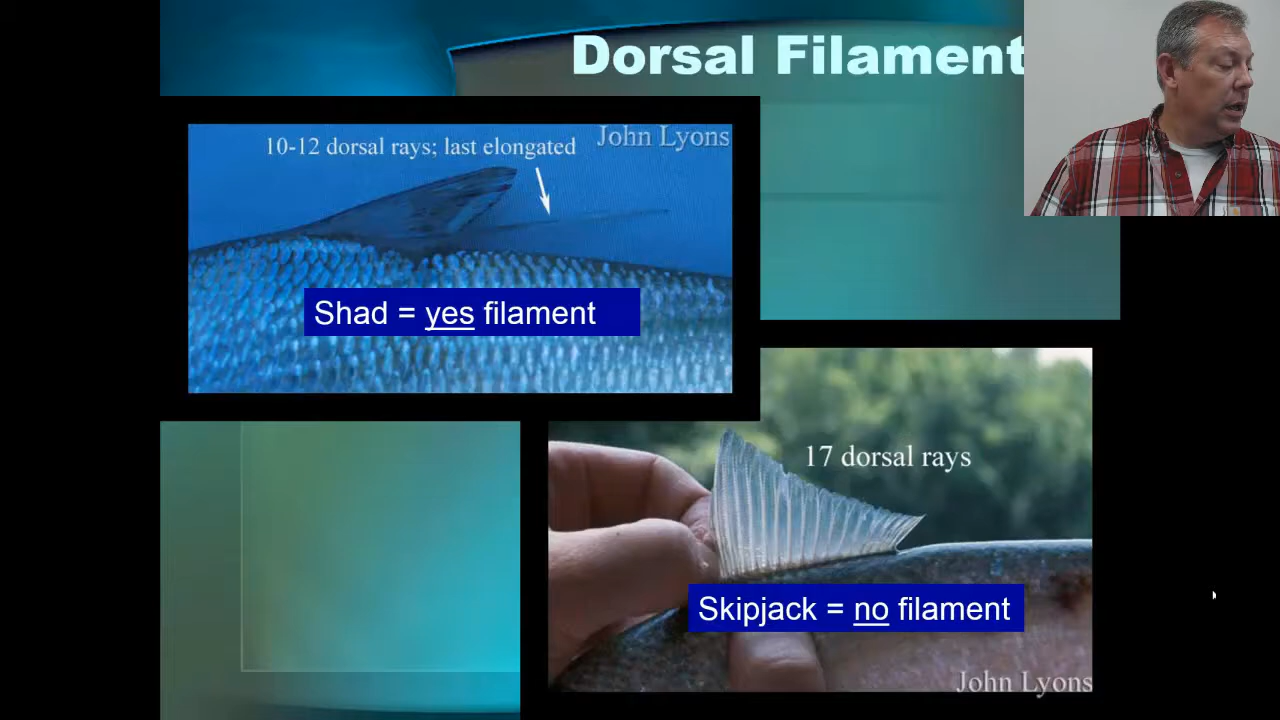 Dorsal Filament
10-12 dorsal rays; last elongated
John Lyons
Shad = yes filament
17 dorsal rays
Skipjack = no filament
John Lyons